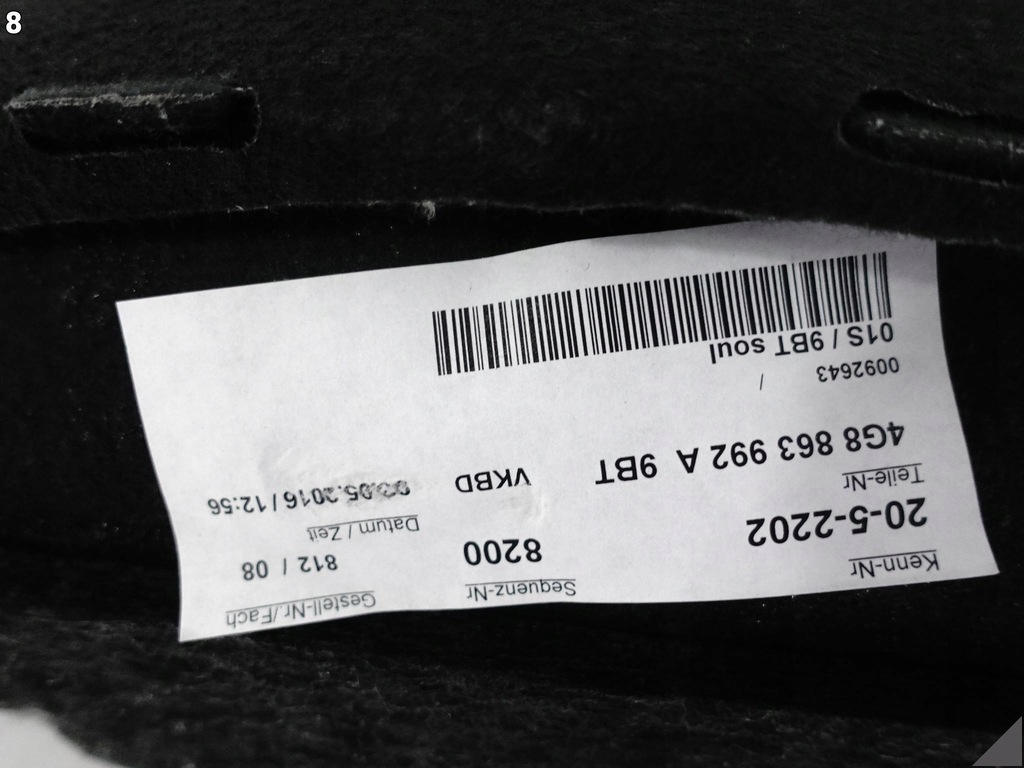 8
Kenn-Nr Sequenz-Nr Gestell-Nr/Fach
20-5-2202 8200 812 / 08
Teile-Nr Datum / Zeit
4G8 863 992 A 9BT VKBD .05.2016 / 12:56
0092643 /
01S / 9BT soul